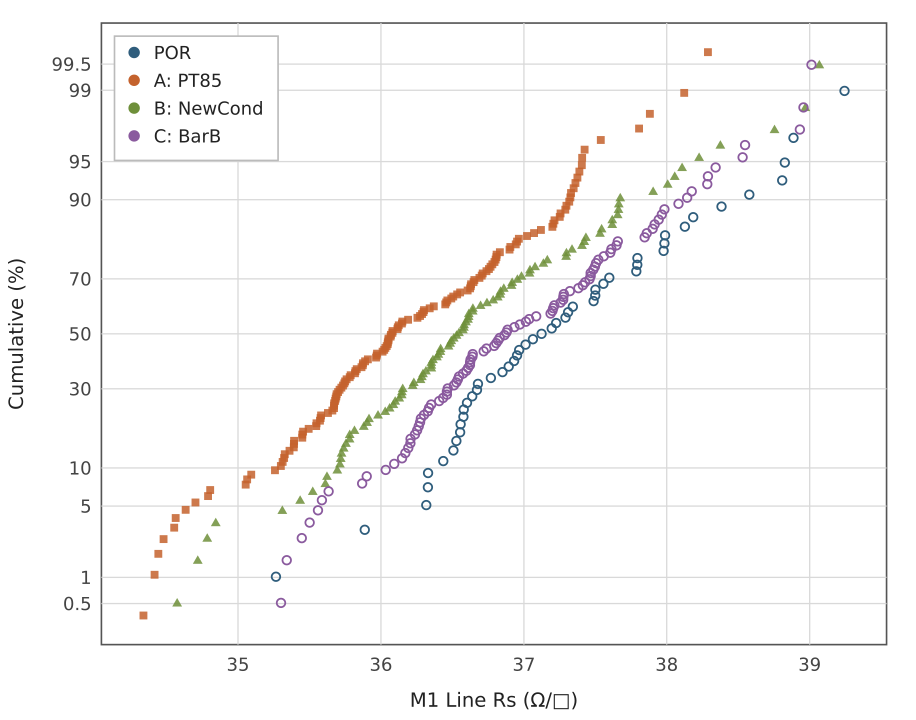 POR
A: PT85
B: NewCond
C: BarB
99.5
99
95
90
70
50
30
10
5
1
0.5
Cumulative (%)
35 36 37 38 39
M1 Line Rs (Ω/□)